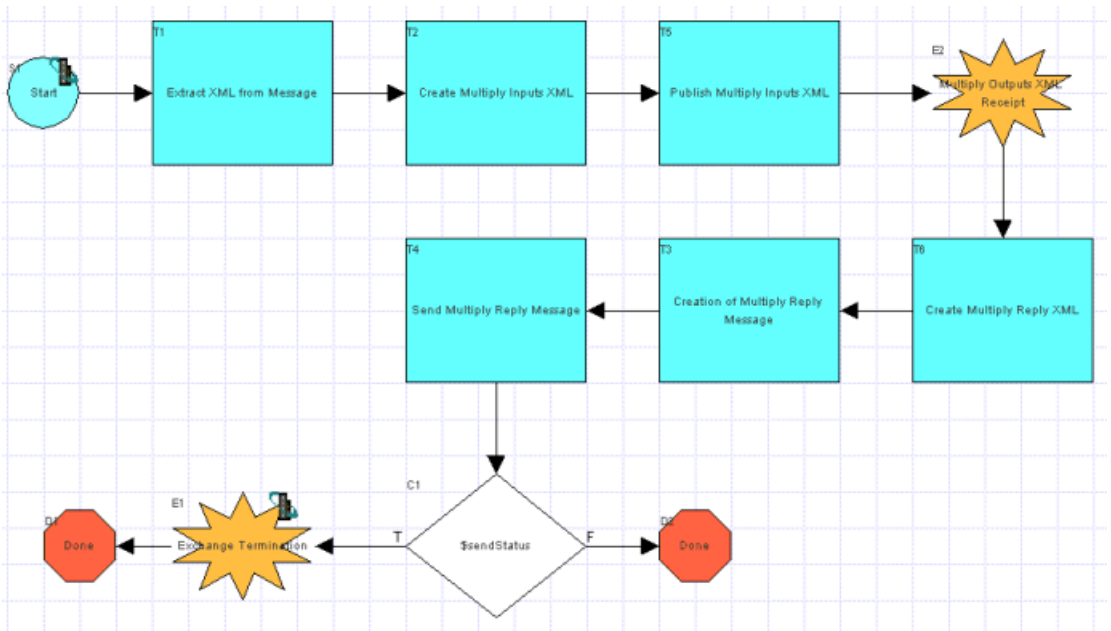 T1
T2
T5
E2
S1
Start
Extract XML from Message
Create Multiply Inputs XML
Publish Multiply Inputs XML
Multiply Outputs XML
Receipt
T4
T3
T6
Send Multiply Reply Message
Creation of Multiply Reply
Message
Create Multiply Reply XML
C1
E1
D1
D2
Done
Exchange Termination
T
$sendStatus
F
Done